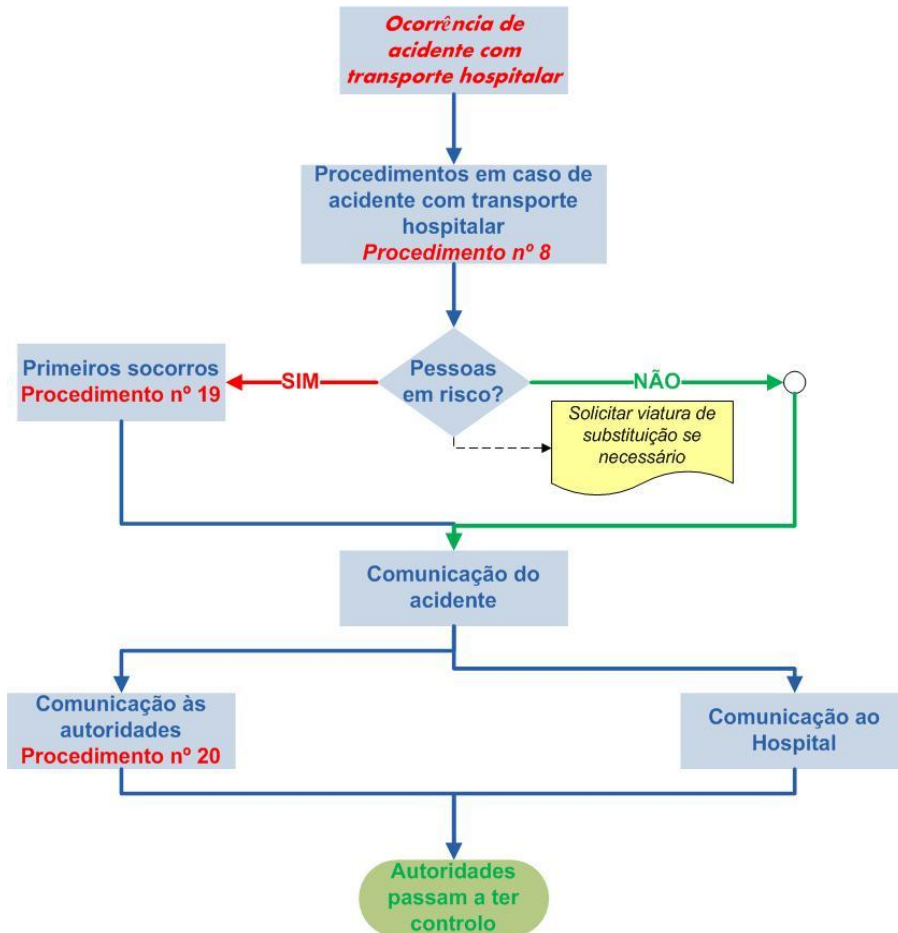 Ocorrência de
acidente com
transporte hospitalar
Procedimentos em caso de
acidente com transporte
hospitalar
Procedimento nº 8
Primeiros socorros
Procedimento nº 19
SIM
Pessoas
em risco?
NÃO
Solicitar viatura de
substituição se
necessário
Comunicação do
acidente
Comunicação às
autoridades
Procedimento nº 20
Comunicação ao
Hospital
Autoridades
passam a ter
controlo